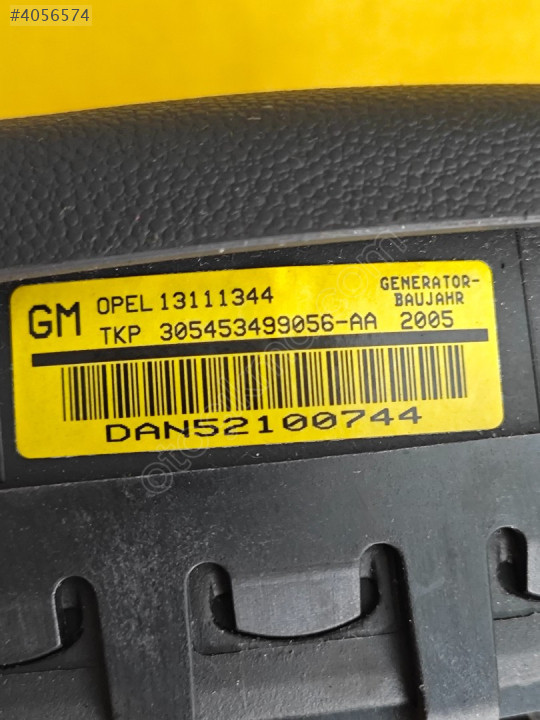 #4056574
GM
OPEL 13111344
GENERATOR-
BAUJAHR
TKP 305453499056-AA 2005
DAN52100744